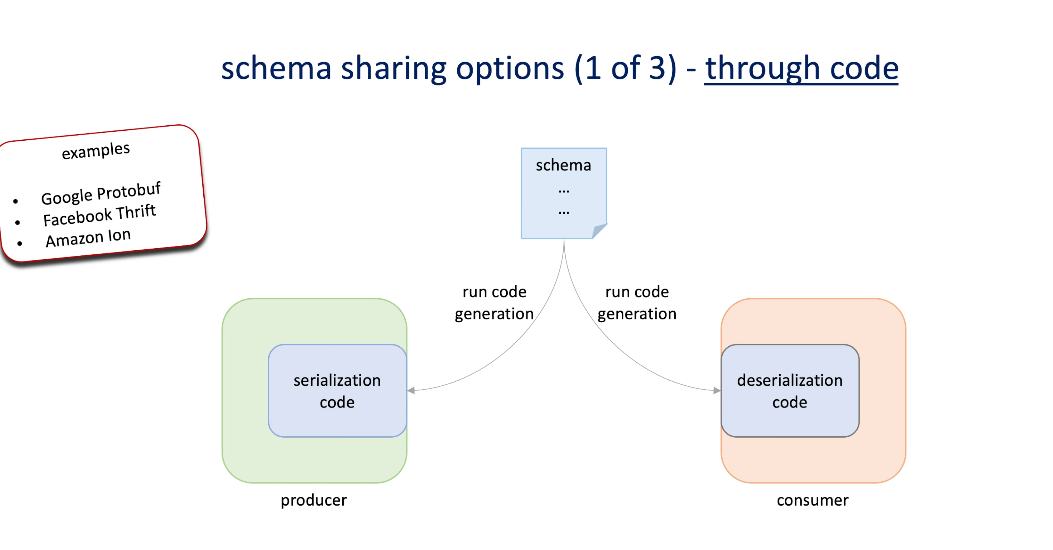 schema sharing options (1 of 3) - through code
examples
• Google Protobuf
• Facebook Thrift
• Amazon Ion
schema
...
...
run code
generation
run code
generation
serialization
code
deserialization
code
producer
consumer